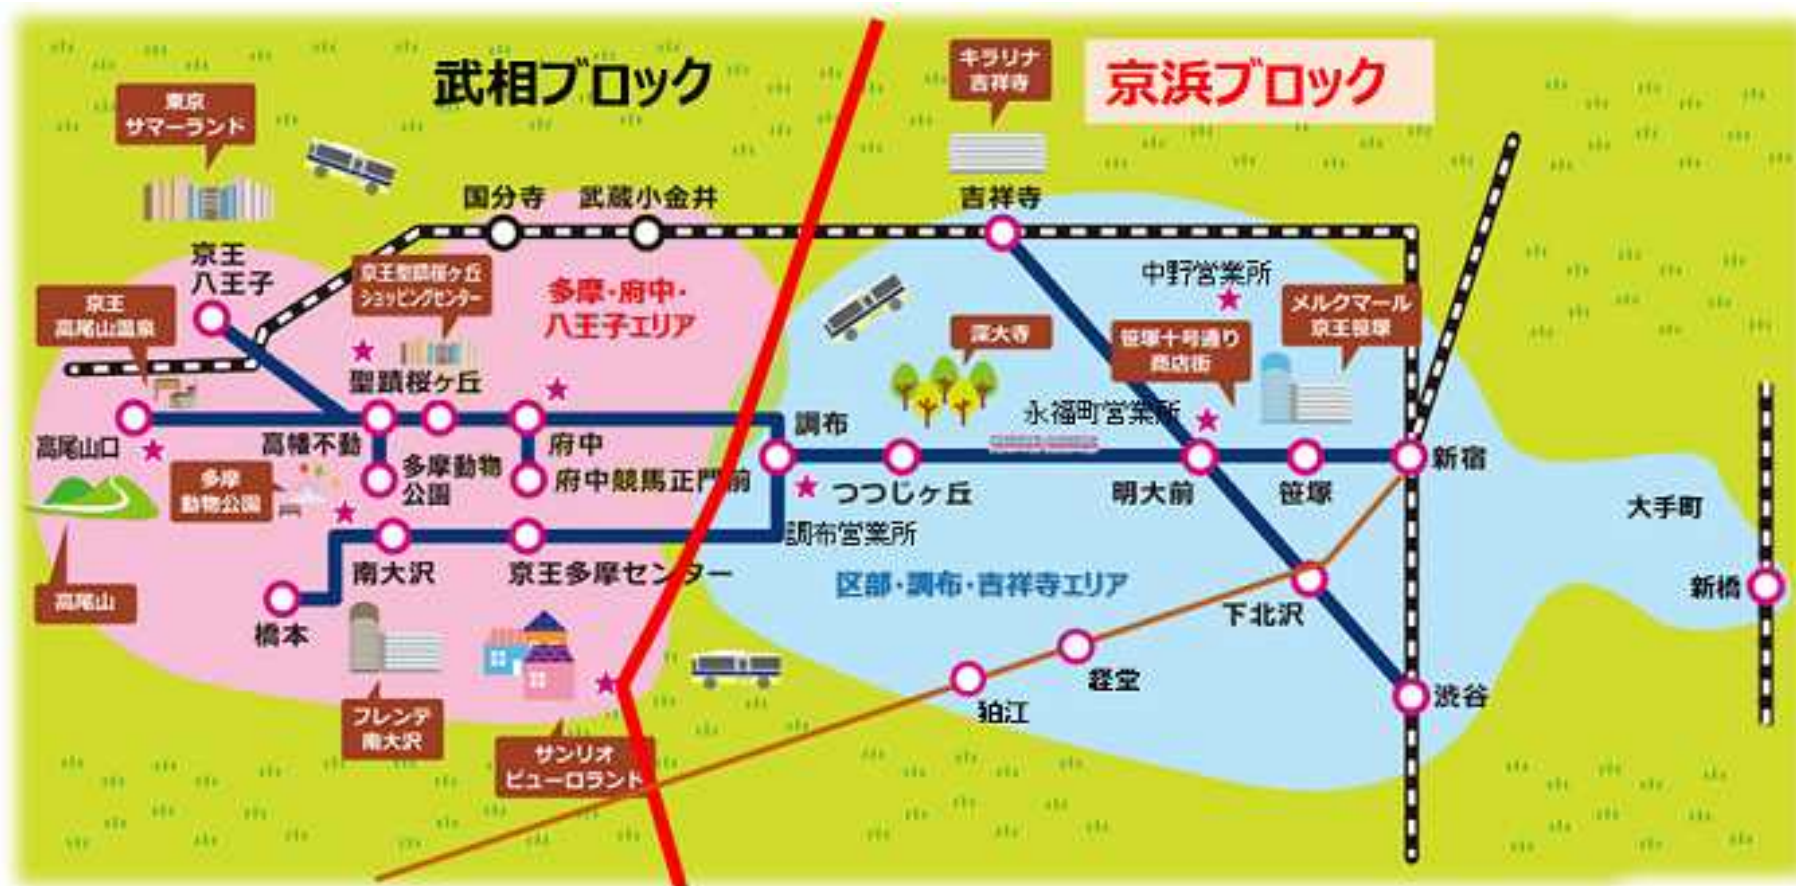 武相ブロック
京浜ブロック
キラリナ
吉祥寺
東京
サマーランド
国分寺
武蔵小金井
吉祥寺
京王
八王子
京王聖蹟桜ヶ丘
ショッピングセンター
多摩・府中・
八王子エリア
中野営業所
京王
高尾山温泉
メルクマール
京王笹塚
深大寺
笹塚十号通り
商店街
聖蹟桜ヶ丘
永福町営業所
高尾山口
高幡不動
府中
調布
新宿
多摩動物
公園
多摩
動物公園
府中競馬正門前
つつじヶ丘
明大前
笹塚
大手町
調布営業所
南大沢
京王多摩センター
区部・調布・吉祥寺エリア
新橋
高尾山
橋本
下北沢
経堂
狛江
渋谷
フレンテ
南大沢
サンリオ
ピューロランド